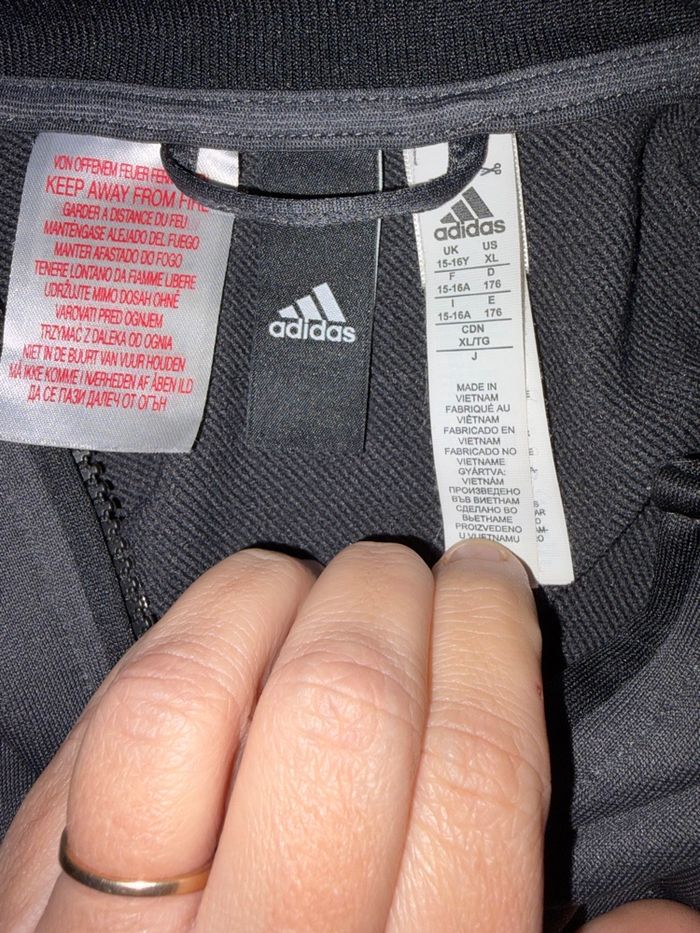 VON OFFENEM FEUER
KEEP AWAY FROM FIRE
GARDER A DISTANCE DU FEU
MANTENGASE ALEJADO DEL FUEGO
MANTER AFASTADO DO FOGO
TENERE LONTANO DA FIAMME LIBERE
UDRŽUJTE MIMO DOSAH OHNĚ
VAROVATI PRED OGNJEM
TRZYMAĆ Z DALEKA OD OGNIA
NIET IN DE BUURT VAN VUUR HOUDEN
MÅ IKKE KOMME I NÆRHEDEN AF ÅBEN ILD
ДА СЕ ПАЗИ ДАЛЕЧ ОТ ОГЪН
adidas
adidas
UK US
15-16Y XL
F D
15-16A 176
I E
15-16A 176
CDN
XL/TG
J
MADE IN
VIETNAM
FABRIQUÉ AU
VIÊTNAM
FABRICADO EN
VIETNAM
FABRICADO NO
VIETNAME
GYÁRTVA:
VIETNÁM
ПРОИЗВЕДЕНО
ВЪВ ВИЕТНАМ
СДЕЛАНО ВО
ВЬЕТНАМЕ
PROIZVEDENO
U VIJETNAMU